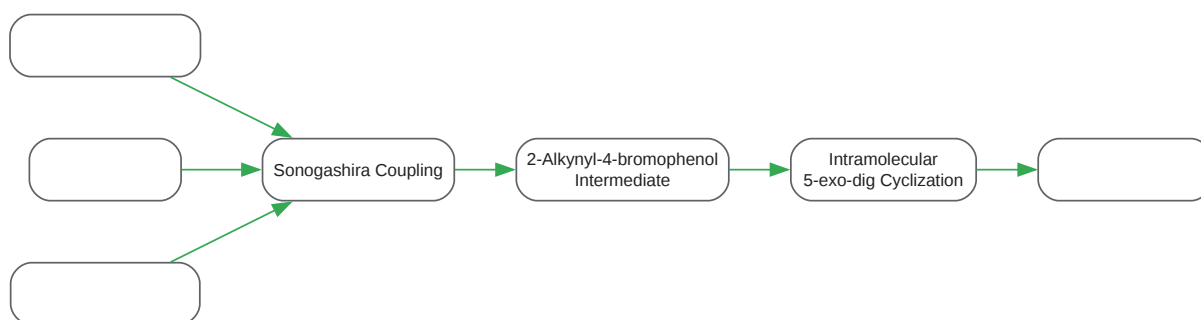 Sonogashira Coupling
2-Alkynyl-4-bromophenol
Intermediate
Intramolecular
5-exo-dig Cyclization